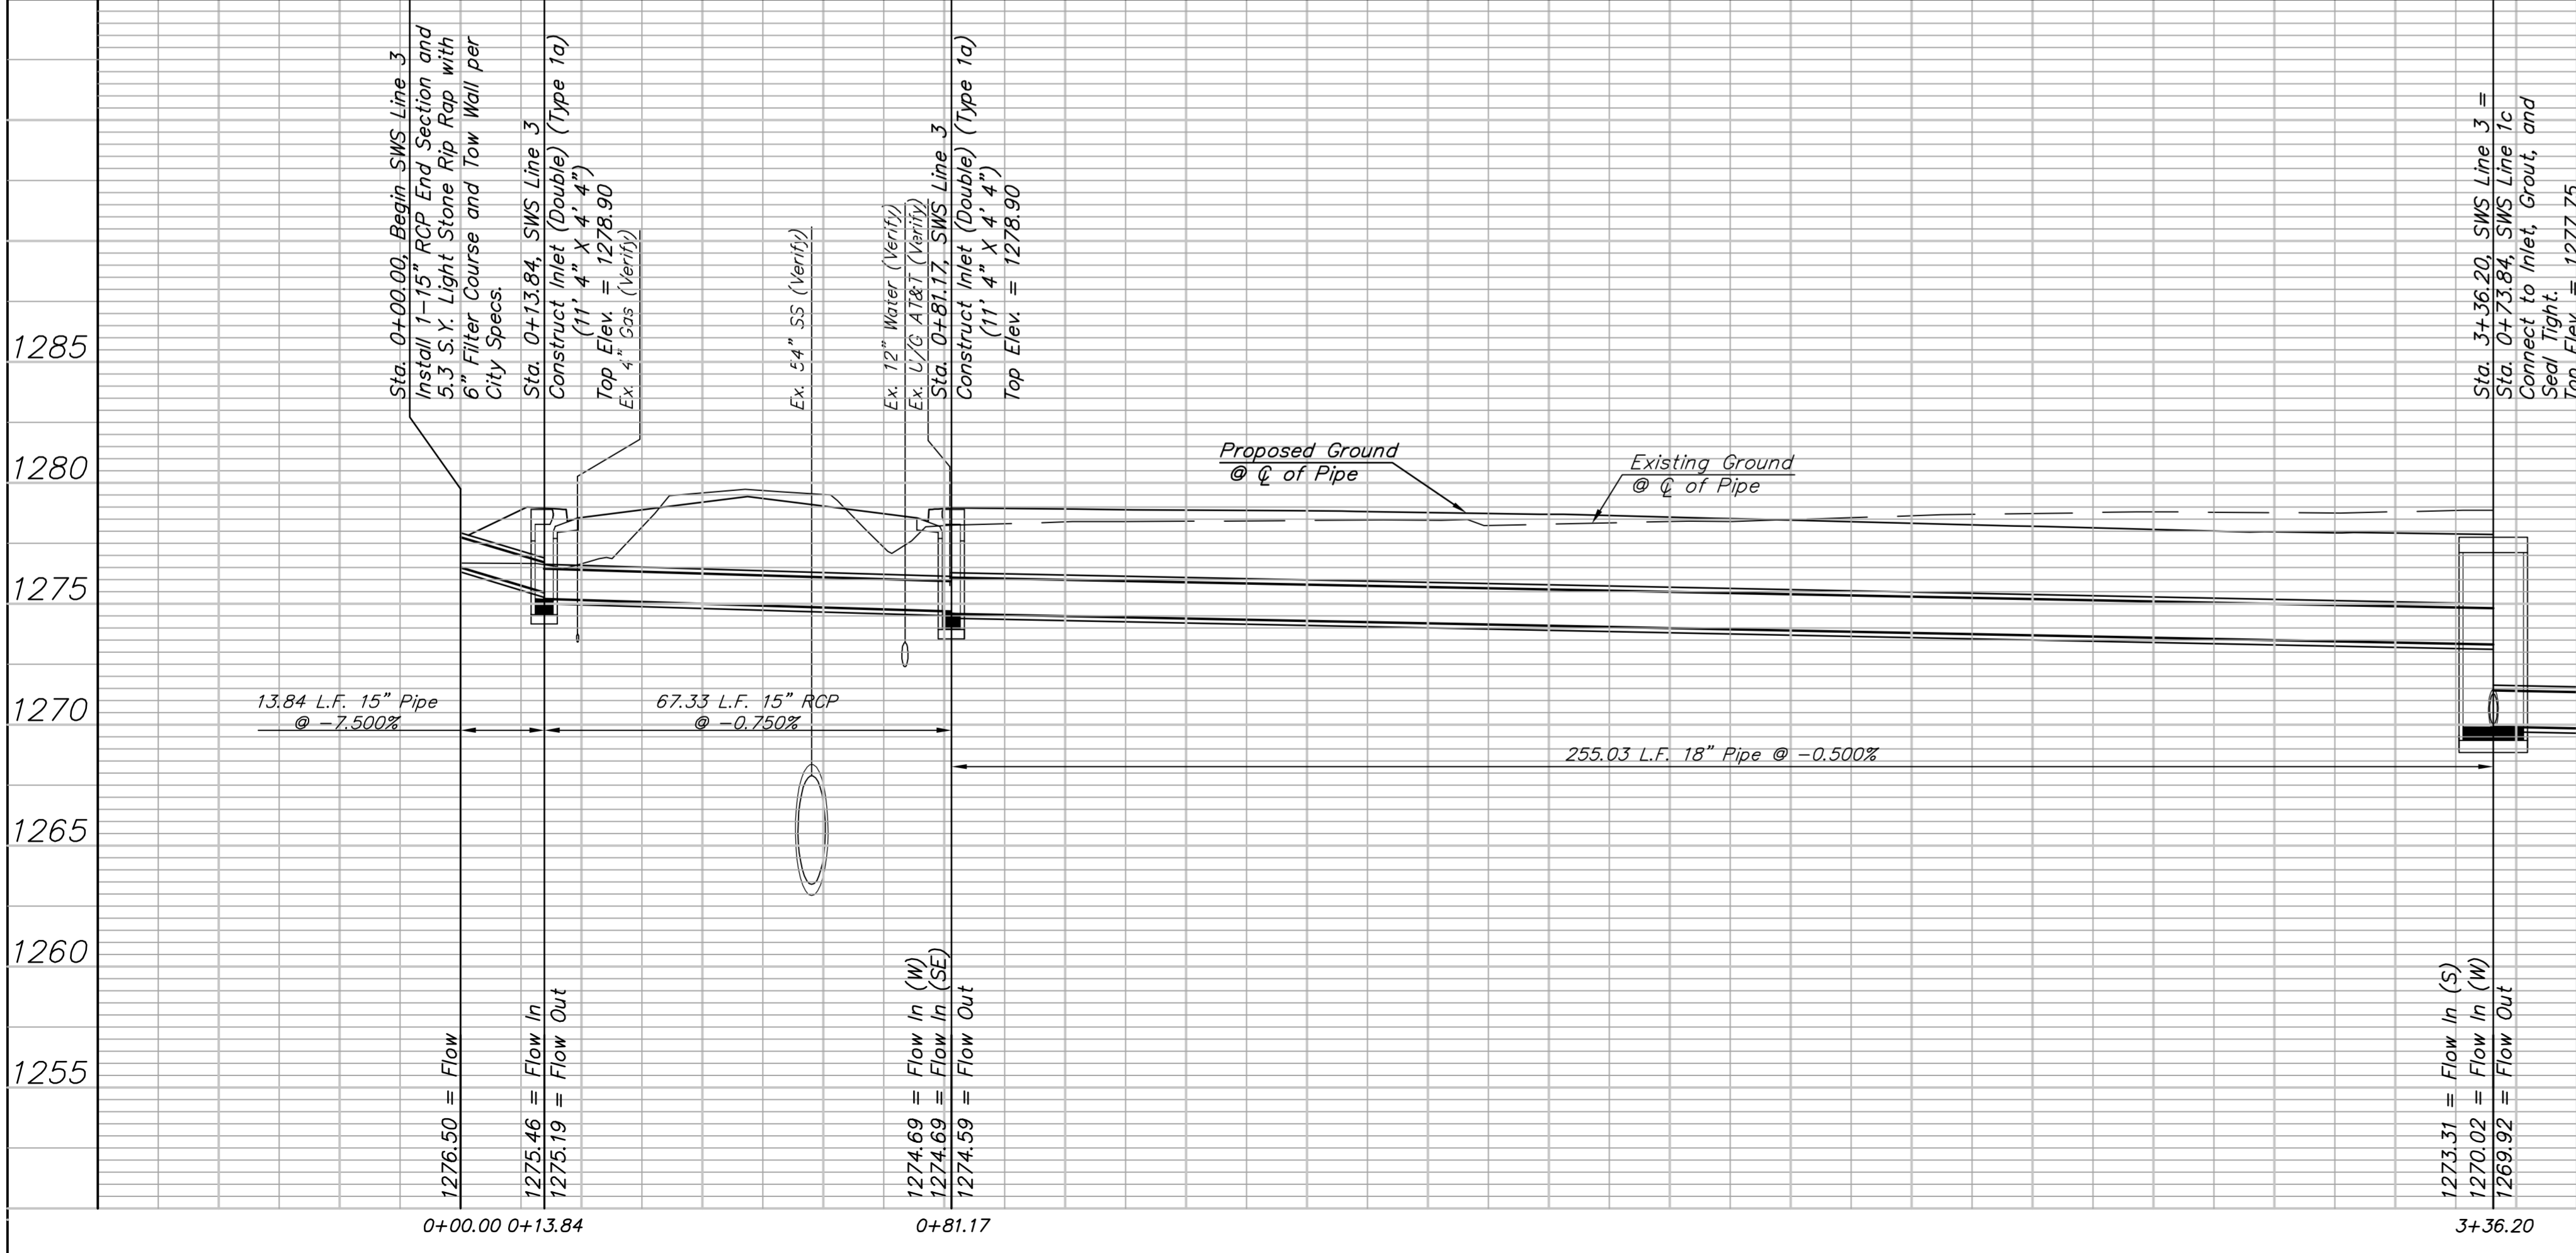 Sta. 0+00.00, Begin SWS Line 3
Install 1-15" RCP End Section and
5.3 S.Y. Light Stone Rip Rap with
6" Filter Course and Tow Wall per
City Specs.
Sta. 0+13.84, SWS Line 3
Construct Inlet (Double) (Type 1a)
(11' 4" X 4' 4")
Top Elev. = 1278.90
Ex. 4" Gas (Verify)
Ex. 54" SS (Verify)
Ex. 12" Water (Verify)
Ex. U/G AT&T (Verify)
Sta. 0+81.17, SWS Line 3
Construct Inlet (Double) (Type 1a)
(11' 4" X 4' 4")
Top Elev. = 1278.90
Sta. 3+36.20, SWS Line 3 =
Sta. 0+73.84, SWS Line 1c
Connect to Inlet, Grout, and
Seal Tight.
Top Elev. = 1277.75
1285
1280
1275
1270
1265
1260
1255
Proposed Ground
@ ℄ of Pipe
Existing Ground
@ ℄ of Pipe
13.84 L.F. 15" Pipe
@ -7.500%
67.33 L.F. 15" RCP
@ -0.750%
255.03 L.F. 18" Pipe @ -0.500%
1276.50 = Flow
1275.46 = Flow In
1275.19 = Flow Out
1274.69 = Flow In (W)
1274.69 = Flow In (SE)
1274.59 = Flow Out
1273.31 = Flow In (S)
1270.02 = Flow In (W)
1269.92 = Flow Out
0+00.00
0+13.84
0+81.17
3+36.20